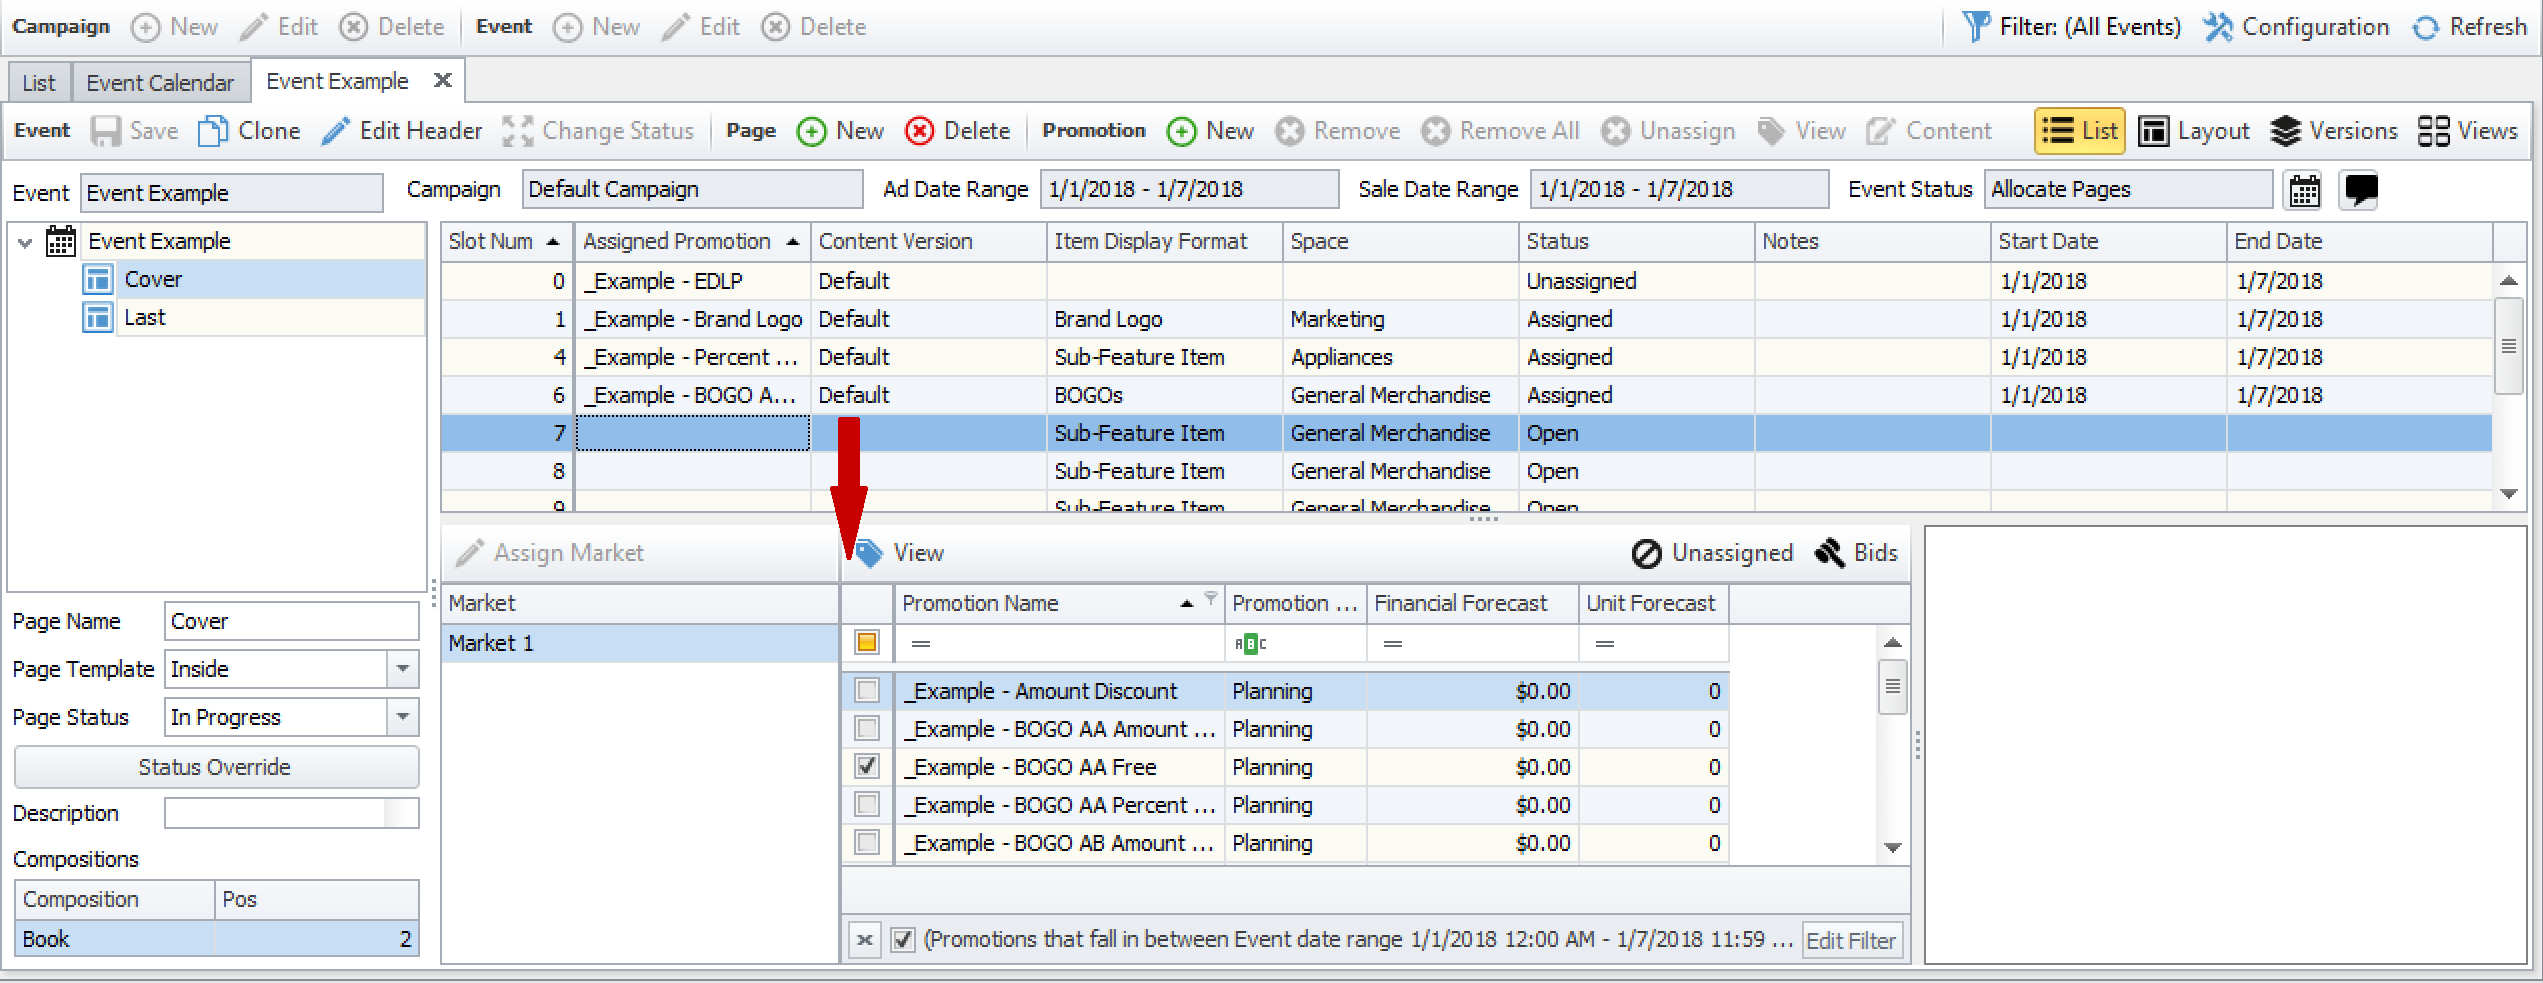 Campaign New Edit Delete Event New Edit Delete Filter: (All Events) Configuration Refresh
List Event Calendar Event Example
Event Save Clone Edit Header Change Status Page New Delete Promotion New Remove Remove All Unassign View Content List Layout Versions Views
Event Event Example Campaign Default Campaign Ad Date Range 1/1/2018 - 1/7/2018 Sale Date Range 1/1/2018 - 1/7/2018 Event Status Allocate Pages
Event Example
Cover
Last
Slot Num Assigned Promotion Content Version Item Display Format Space Status Notes Start Date End Date
0 _Example - EDLP Default Unassigned 1/1/2018 1/7/2018
1 _Example - Brand Logo Default Brand Logo Marketing Assigned 1/1/2018 1/7/2018
4 _Example - Percent ... Default Sub-Feature Item Appliances Assigned 1/1/2018 1/7/2018
6 _Example - BOGO A... Default BOGOs General Merchandise Assigned 1/1/2018 1/7/2018
7 Sub-Feature Item General Merchandise Open
8 Sub-Feature Item General Merchandise Open
9 Sub-Feature Item General Merchandise Open
Page Name Cover
Page Template Inside
Page Status In Progress
Status Override
Description
Compositions
Composition Pos
Book 2
Assign Market
Market
Market 1
View Unassigned Bids
Promotion Name Promotion ... Financial Forecast Unit Forecast
= ABC = =
_Example - Amount Discount Planning $0.00 0
_Example - BOGO AA Amount ... Planning $0.00 0
_Example - BOGO AA Free Planning $0.00 0
_Example - BOGO AA Percent ... Planning $0.00 0
_Example - BOGO AB Amount ... Planning $0.00 0
(Promotions that fall in between Event date range 1/1/2018 12:00 AM - 1/7/2018 11:59 ... Edit Filter